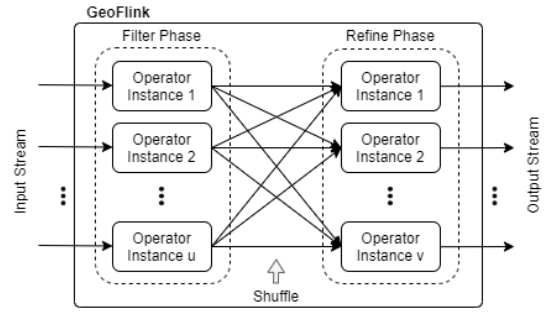 GeoFlink
Filter Phase
Refine Phase
Operator
Instance 1
Operator
Instance 1
Operator
Instance 2
Operator
Instance 2
Operator
Instance u
Operator
Instance v
Input Stream
Output Stream
Shuffle